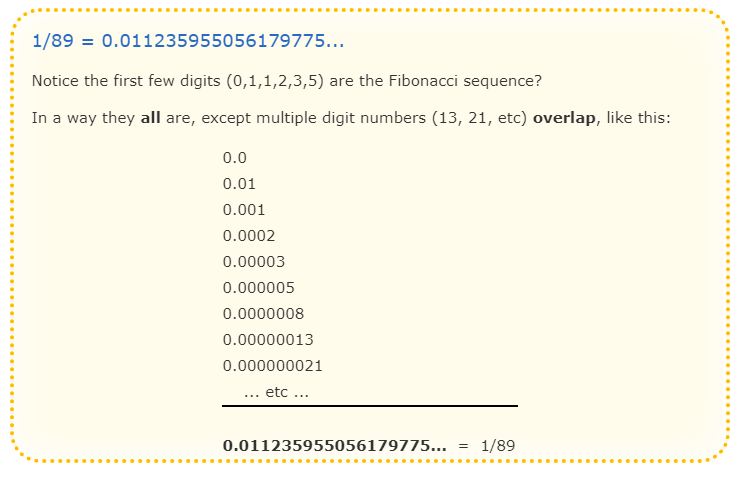 1/89 = 0.011235955056179775...
Notice the first few digits (0,1,1,2,3,5) are the Fibonacci sequence?
In a way they all are, except multiple digit numbers (13, 21, etc) overlap, like this:
0.0
0.01
0.001
0.0002
0.00003
0.000005
0.0000008
0.00000013
0.000000021
... etc ...
0.011235955056179775... = 1/89